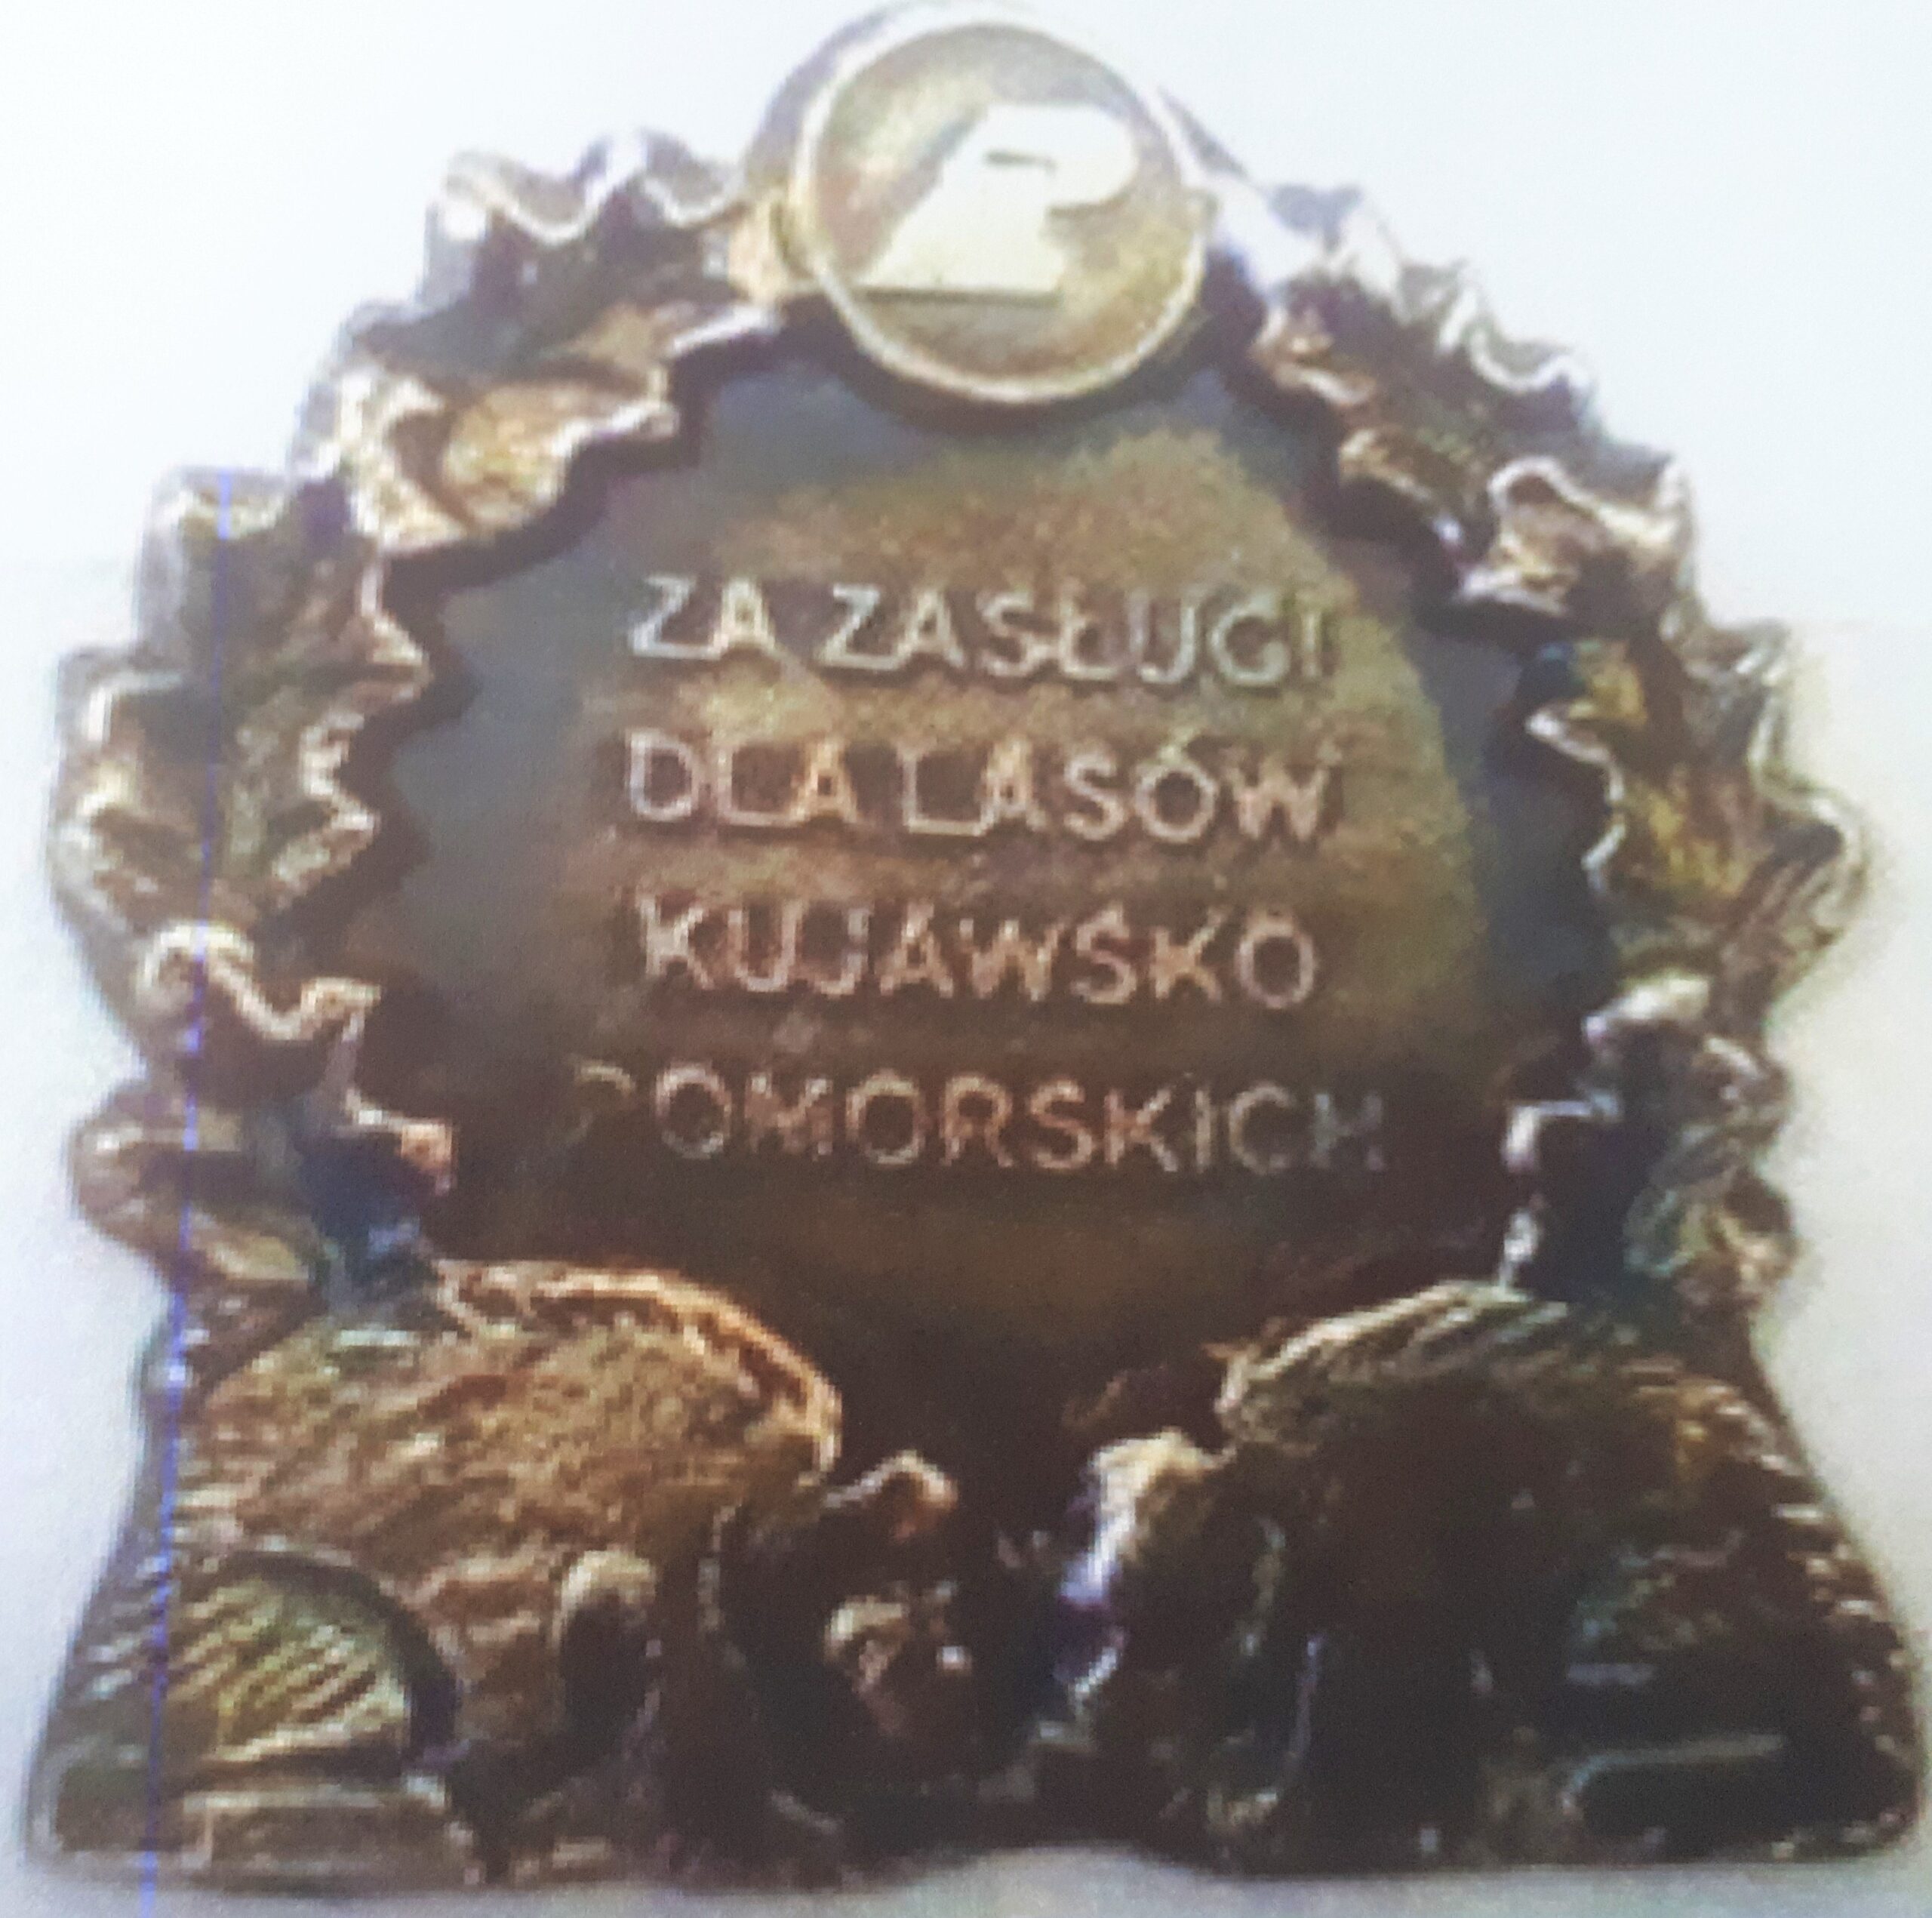 ZA ZASŁUGI
DLA LASÓW
KUJAWSKO
POMORSKICH